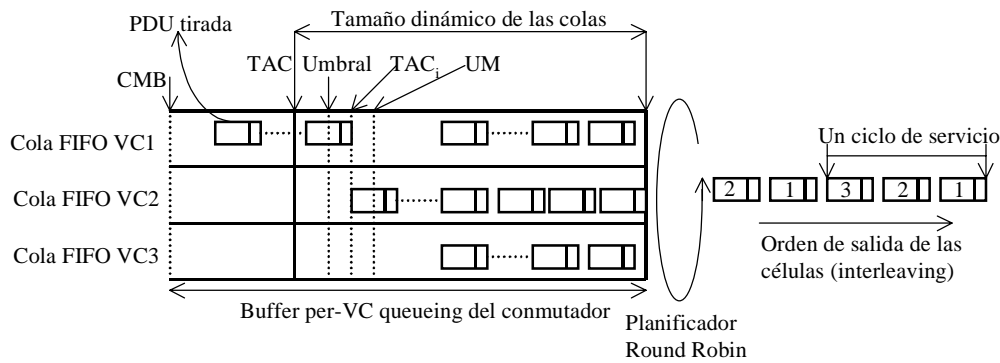 PDU tirada
Tamaño dinámico de las colas
CMB
TAC Umbral TACi UM
Cola FIFO VC1
Cola FIFO VC2
Cola FIFO VC3
Un ciclo de servicio
2 1 3 2 1
Orden de salida de las
células (interleaving)
Buffer per-VC queueing del conmutador
Planificador
Round Robin